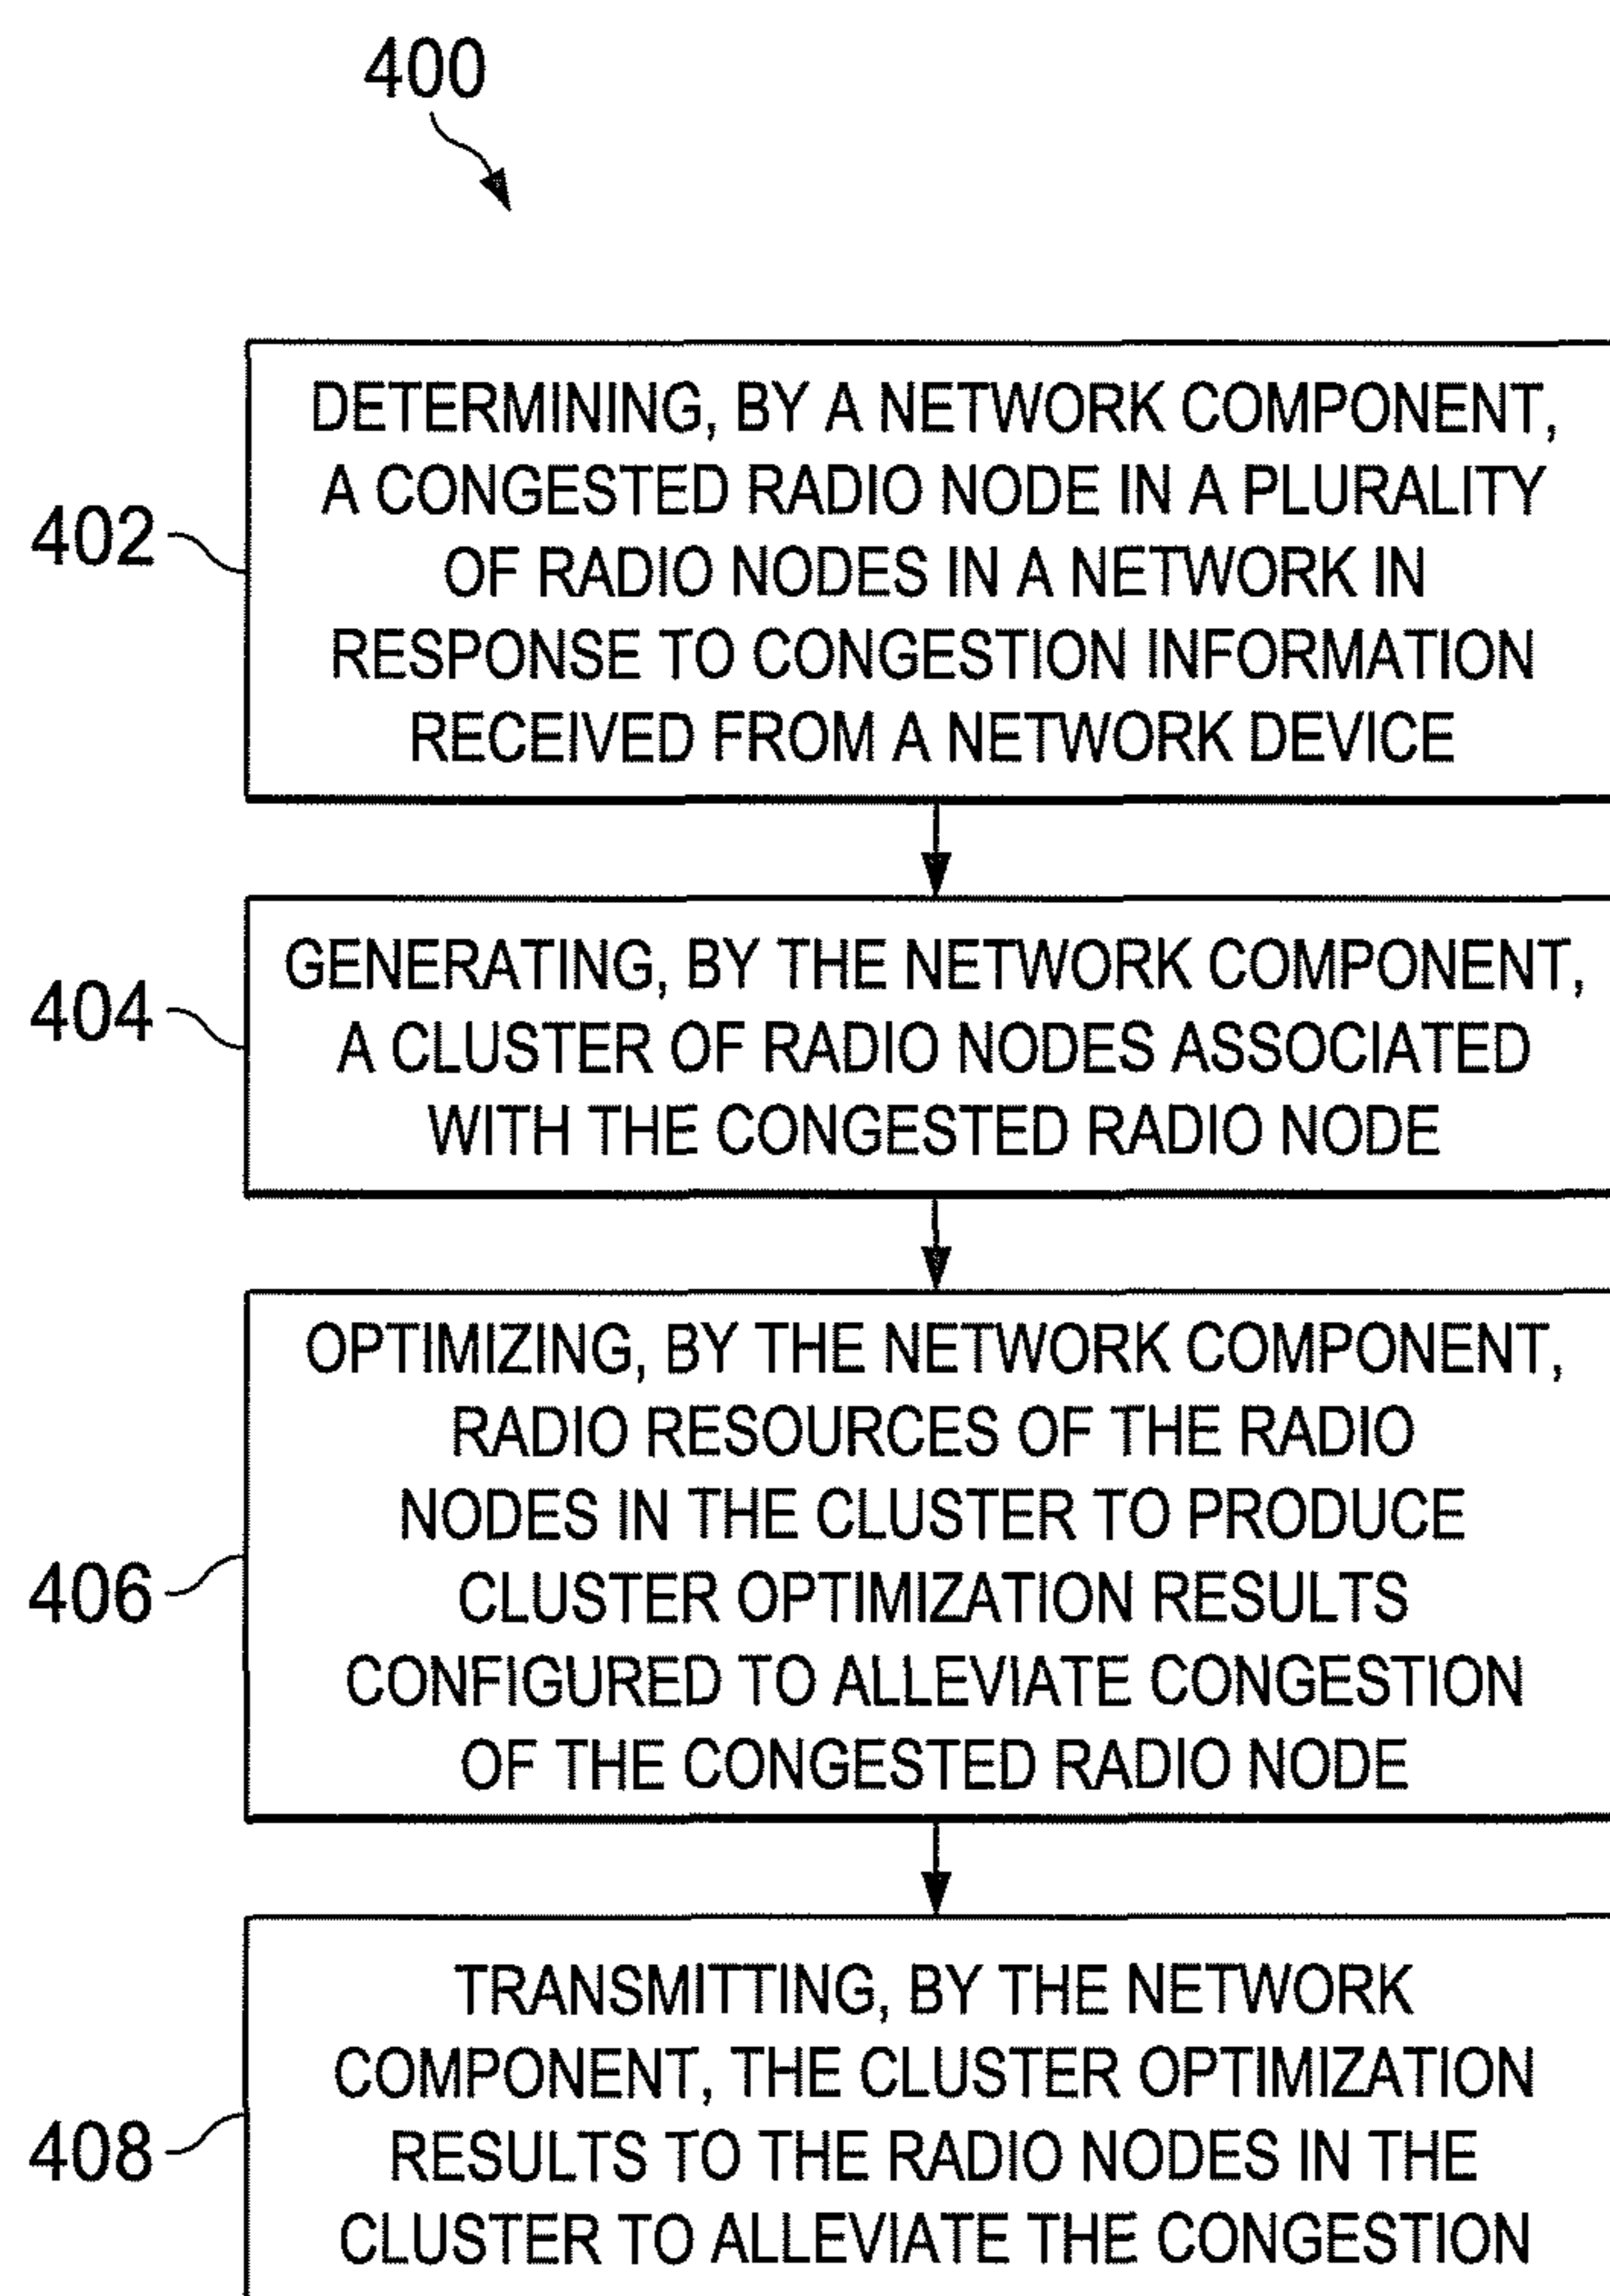 400
402
DETERMINING, BY A NETWORK COMPONENT,
A CONGESTED RADIO NODE IN A PLURALITY
OF RADIO NODES IN A NETWORK IN
RESPONSE TO CONGESTION INFORMATION
RECEIVED FROM A NETWORK DEVICE
404
GENERATING, BY THE NETWORK COMPONENT,
A CLUSTER OF RADIO NODES ASSOCIATED
WITH THE CONGESTED RADIO NODE
406
OPTIMIZING, BY THE NETWORK COMPONENT,
RADIO RESOURCES OF THE RADIO
NODES IN THE CLUSTER TO PRODUCE
CLUSTER OPTIMIZATION RESULTS
CONFIGURED TO ALLEVIATE CONGESTION
OF THE CONGESTED RADIO NODE
408
TRANSMITTING, BY THE NETWORK
COMPONENT, THE CLUSTER OPTIMIZATION
RESULTS TO THE RADIO NODES IN THE
CLUSTER TO ALLEVIATE THE CONGESTION